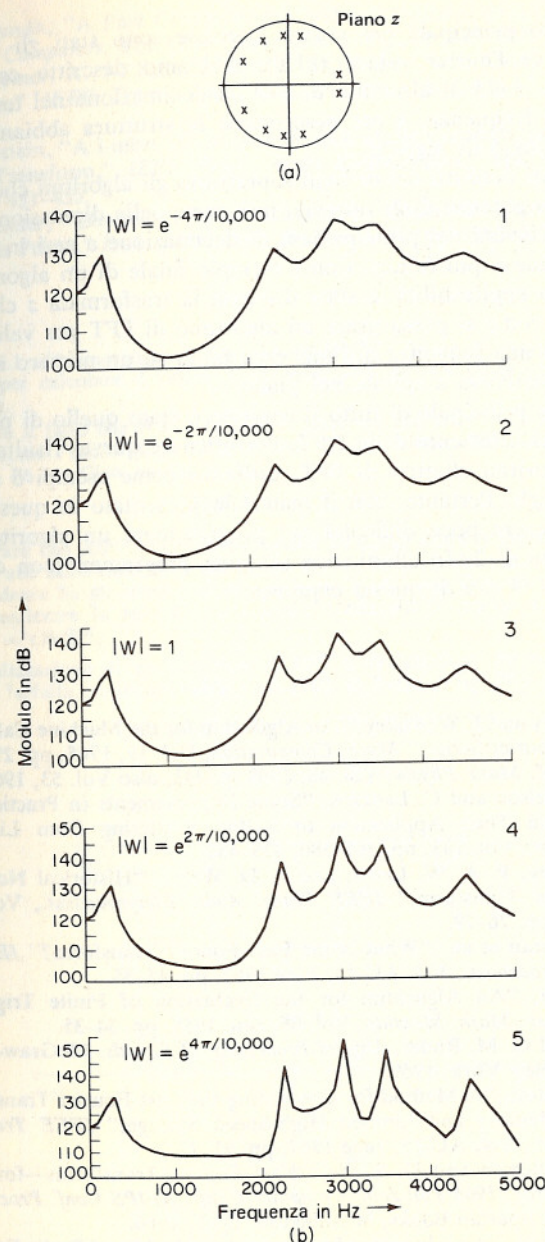 Piano z
x x x x
x x
x x
x x x x
(a)
140
130
120
110
100
|W| = e^-4π/10,000
1
140
130
120
110
100
|W| = e^-2π/10,000
2
140
130
120
110
100
|W| = 1
3
150
140
130
120
110
100
|W| = e^2π/10,000
4
150
140
130
120
110
100
|W| = e^4π/10,000
5
Modulo in dB →
0 1000 2000 3000 4000 5000
Frequenza in Hz →
(b)